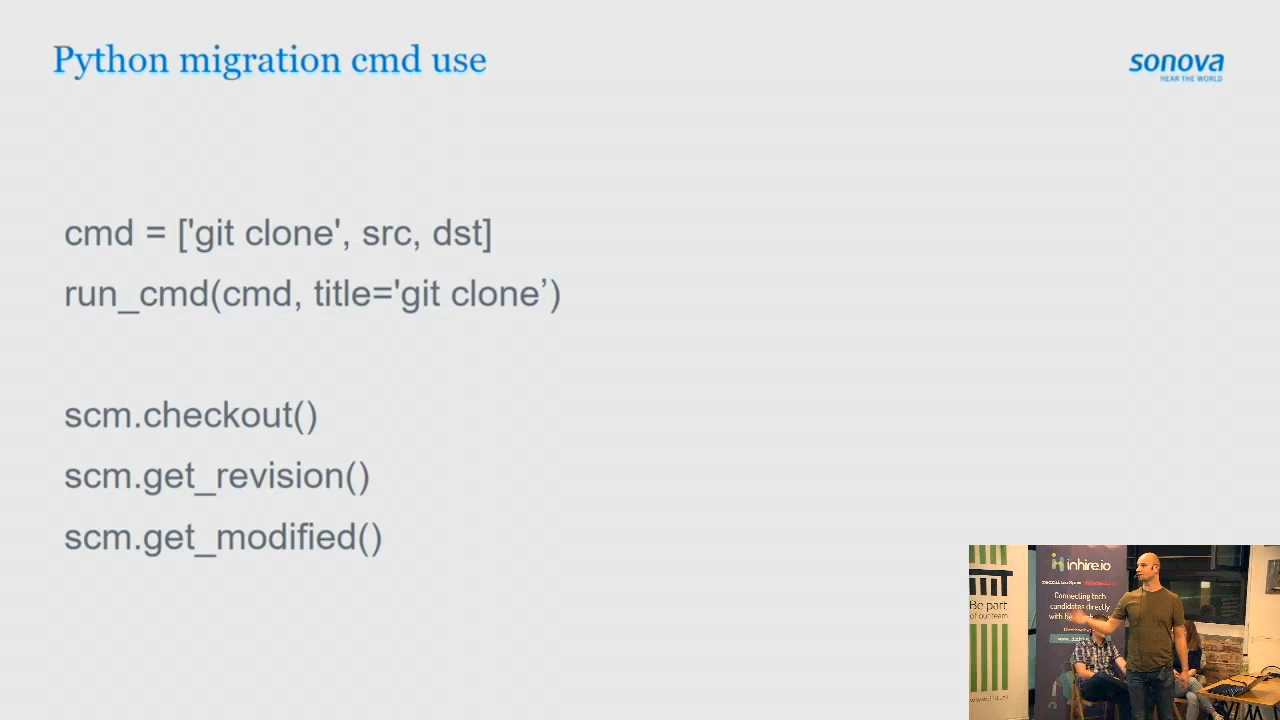 Python migration cmd use
sonova
HEAR THE WORLD
cmd = ['git clone', src, dst]
run_cmd(cmd, title='git clone’)
scm.checkout()
scm.get_revision()
scm.get_modified()
Be part
of our team
inhire.io
Connecting tech
candidates directly